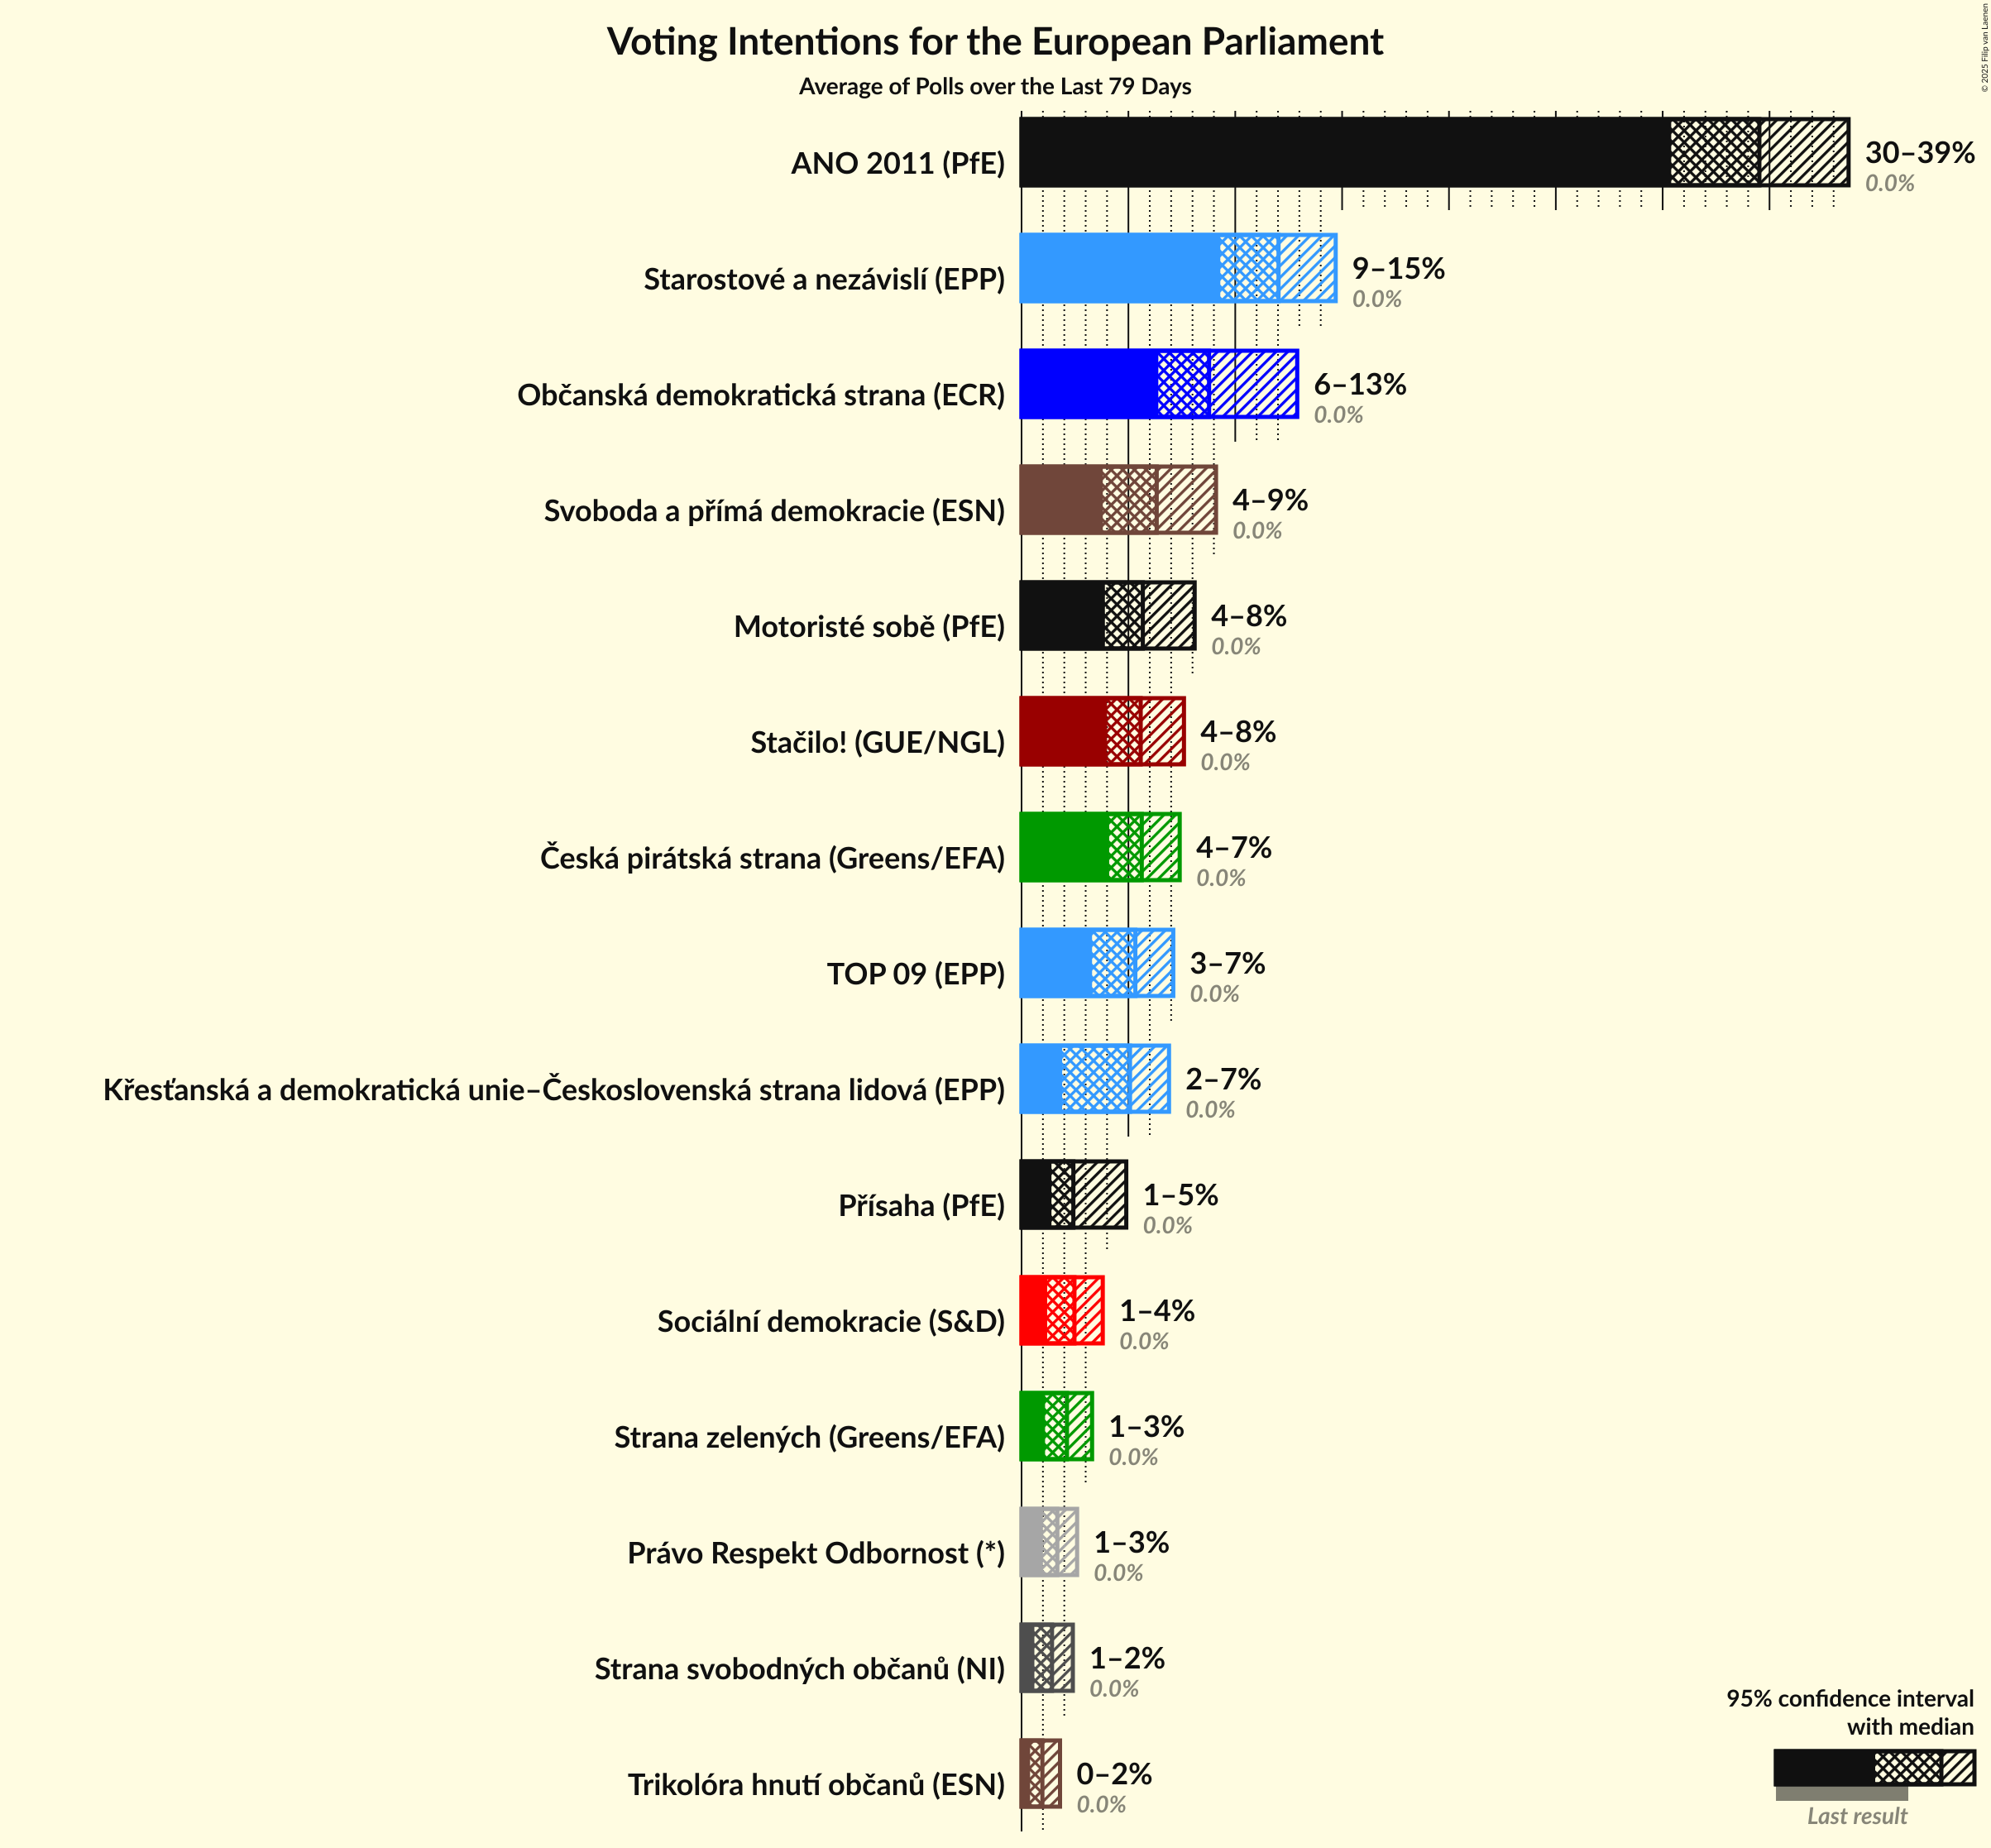 Voting Intentions for the European Parliament
Average of Polls over the Last 79 Days
© 2025 Filip van Laenen
ANO 2011 (PfE)
30–39%
0.0%
Starostové a nezávislí (EPP)
9–15%
0.0%
Občanská demokratická strana (ECR)
6–13%
0.0%
Svoboda a přímá demokracie (ESN)
4–9%
0.0%
Motoristé sobě (PfE)
4–8%
0.0%
Stačilo! (GUE/NGL)
4–8%
0.0%
Česká pirátská strana (Greens/EFA)
4–7%
0.0%
TOP 09 (EPP)
3–7%
0.0%
Křesťanská a demokratická unie–Československá strana lidová (EPP)
2–7%
0.0%
Přísaha (PfE)
1–5%
0.0%
Sociální demokracie (S&D)
1–4%
0.0%
Strana zelených (Greens/EFA)
1–3%
0.0%
Právo Respekt Odbornost (*)
1–3%
0.0%
Strana svobodných občanů (NI)
1–2%
0.0%
Trikolóra hnutí občanů (ESN)
0–2%
0.0%
95% confidence interval
with median
Last result